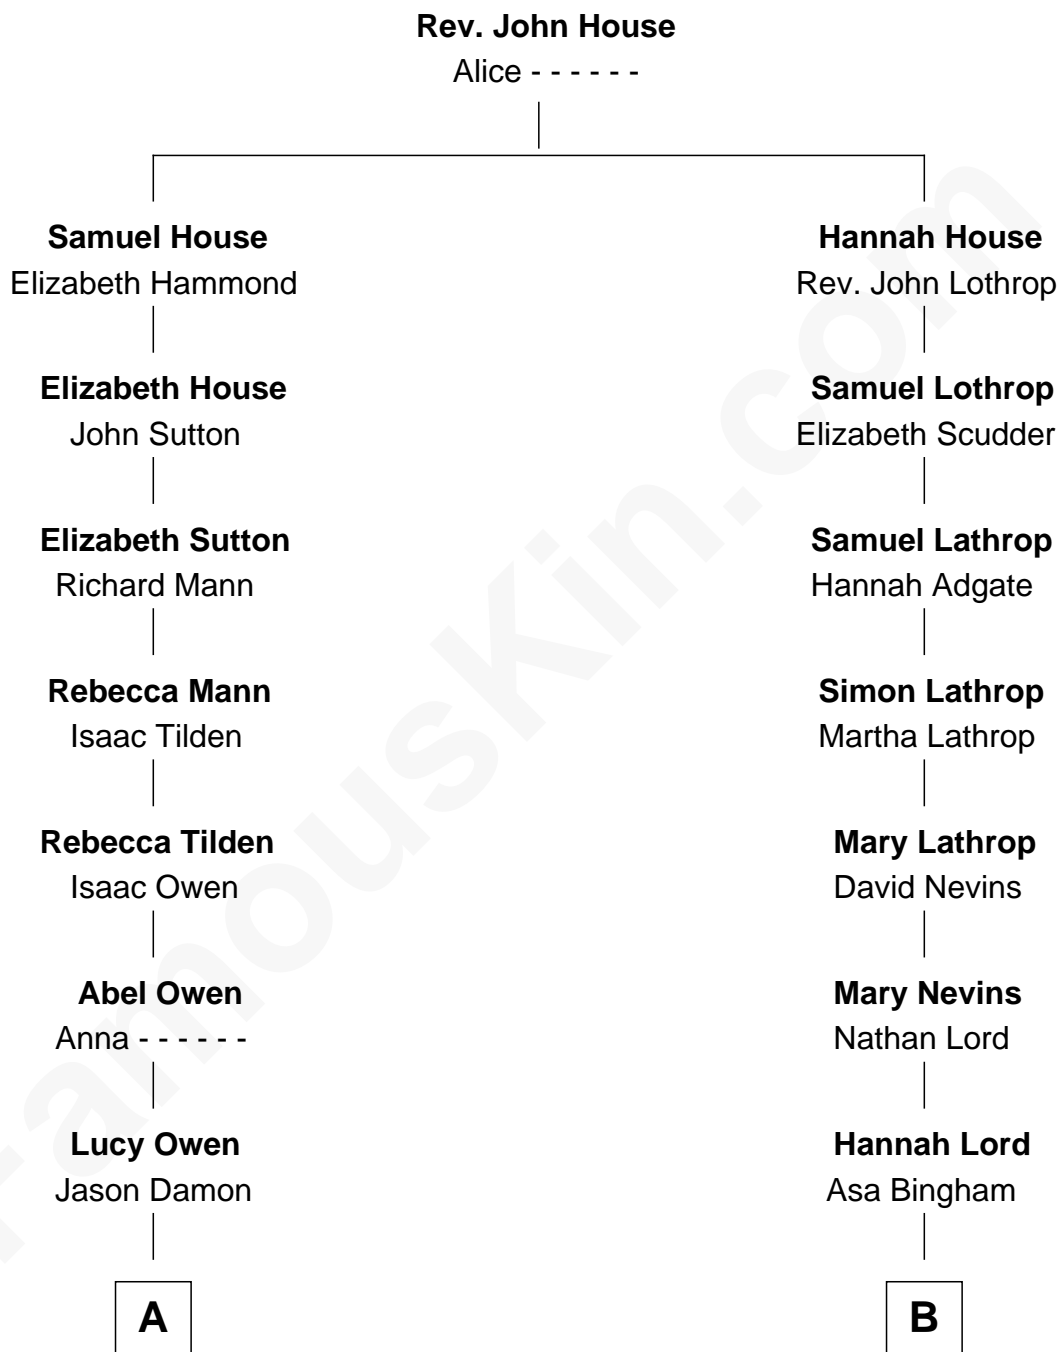 Rev. John House
Alice - - - - - -
Samuel House
Elizabeth Hammond
Hannah House
Rev. John Lothrop
Elizabeth House
John Sutton
Samuel Lothrop
Elizabeth Scudder
Elizabeth Sutton
Richard Mann
Samuel Lathrop
Hannah Adgate
Rebecca Mann
Isaac Tilden
Simon Lathrop
Martha Lathrop
Rebecca Tilden
Isaac Owen
Mary Lathrop
David Nevins
Abel Owen
Anna - - - - - -
Mary Nevins
Nathan Lord
Lucy Owen
Jason Damon
Hannah Lord
Asa Bingham
A
B
FamousKin.com